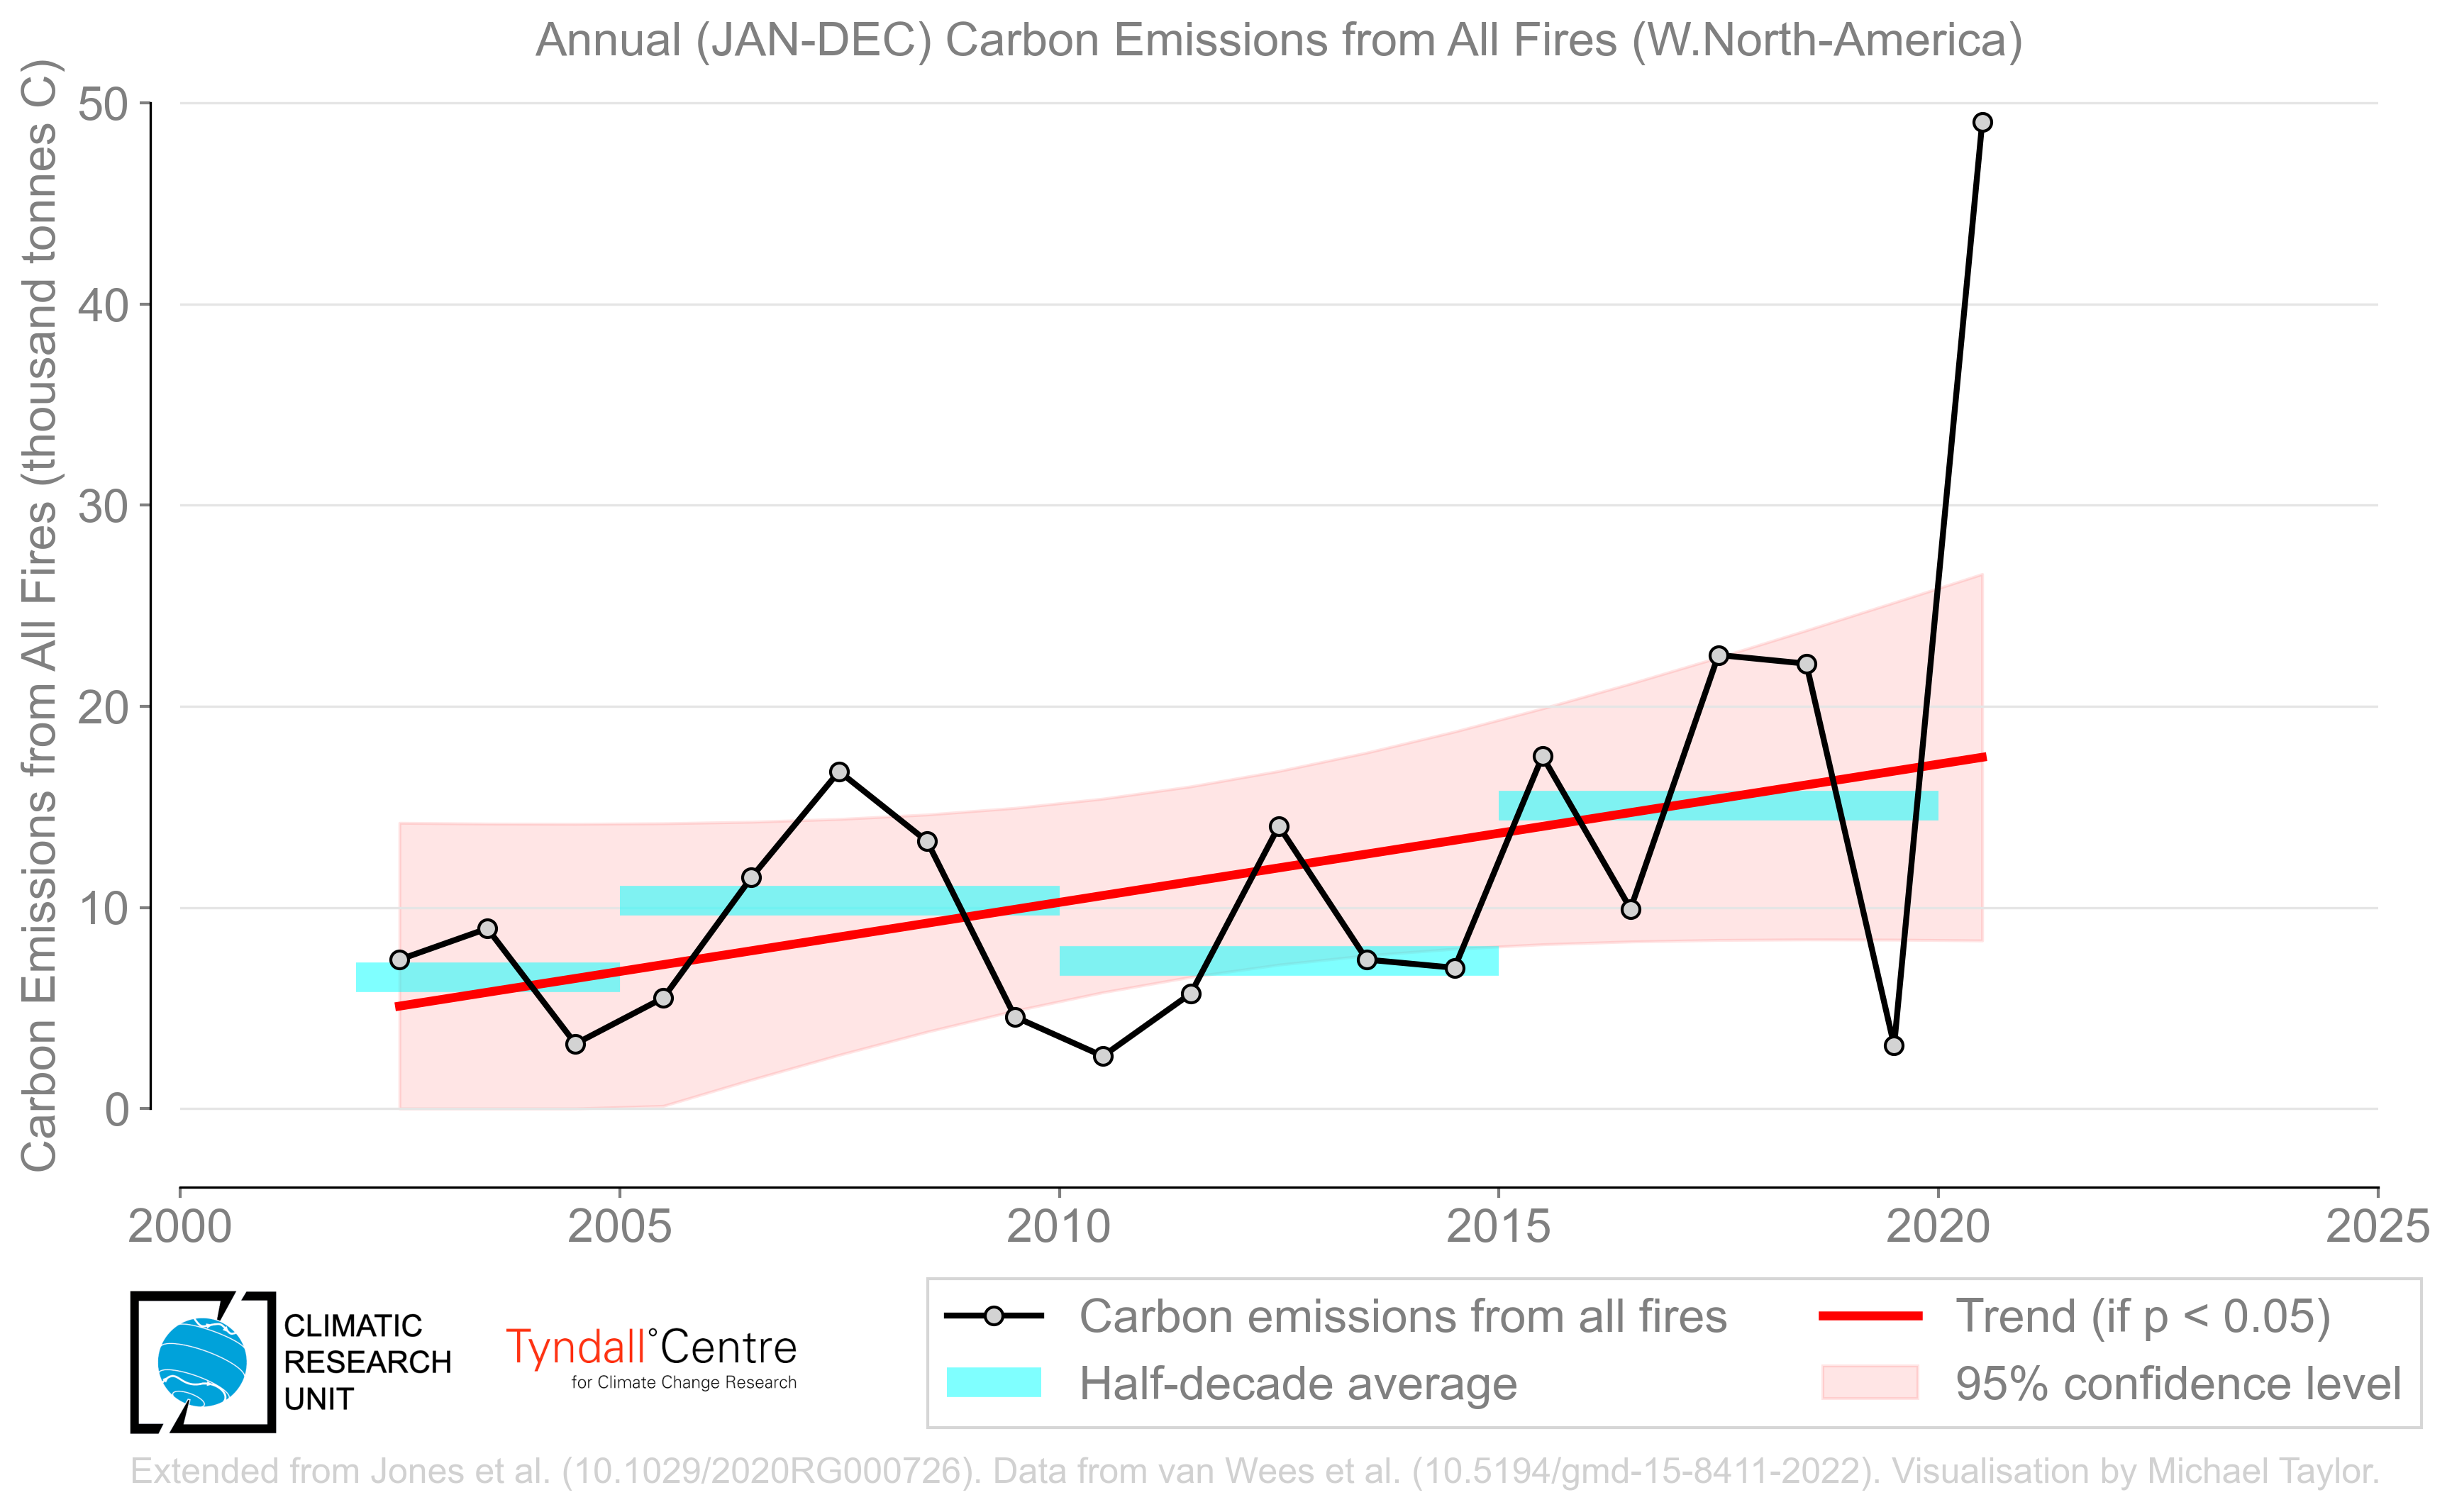 Annual (JAN-DEC) Carbon Emissions from All Fires (W.North-America)
Carbon Emissions from All Fires (thousand tonnes C)
50
40
30
20
10
0
2000
2005
2010
2015
2020
2025
CLIMATIC
RESEARCH
UNIT
Tyndall°Centre
for Climate Change Research
Carbon emissions from all fires
Half-decade average
Trend (if p < 0.05)
95% confidence level
Extended from Jones et al. (10.1029/2020RG000726). Data from van Wees et al. (10.5194/gmd-15-8411-2022). Visualisation by Michael Taylor.